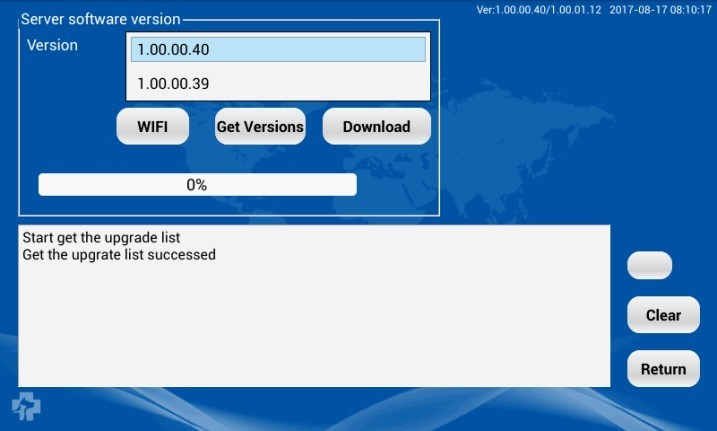 Ver:1.00.00.40/1.00.01.12 2017-08-17 08:10:17
Server software version
Version
1.00.00.40
1.00.00.39
WIFI
Get Versions
Download
0%
Start get the upgrade list
Get the upgrate list successed
Clear
Return